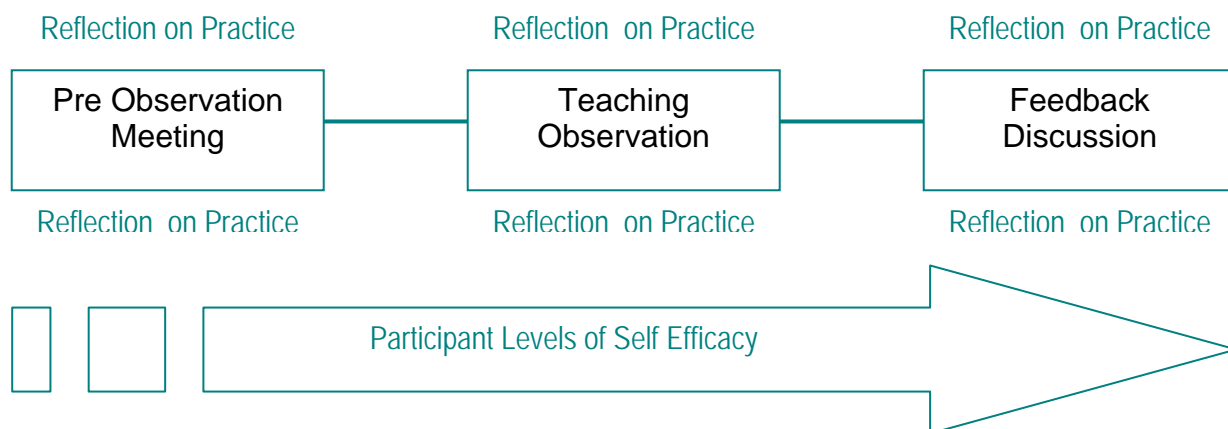 Reflection on Practice
Reflection on Practice
Reflection on Practice
Pre Observation
Meeting
Teaching
Observation
Feedback
Discussion
Reflection on Practice
Reflection on Practice
Reflection on Practice
Participant Levels of Self Efficacy